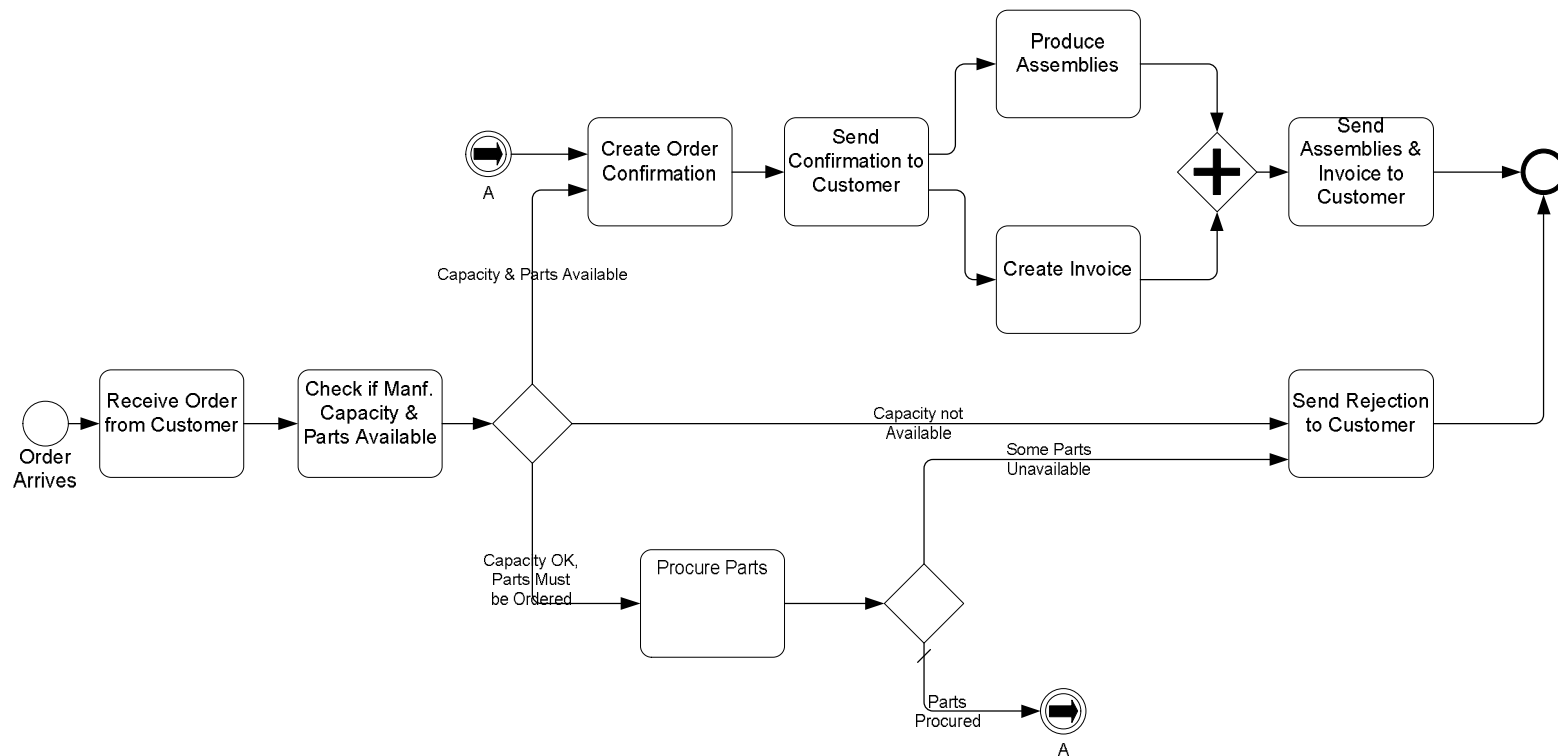 Produce
Assemblies
A
Create Order
Confirmation
Send
Confirmation to
Customer
Send
Assemblies &
Invoice to
Customer
Create Invoice
Capacity & Parts Available
Order
Arrives
Receive Order
from Customer
Check if Manf.
Capacity &
Parts Available
Capacity not
Available
Send Rejection
to Customer
Some Parts
Unavailable
Capacity OK,
Parts Must
be Ordered
Procure Parts
Parts
Procured
A